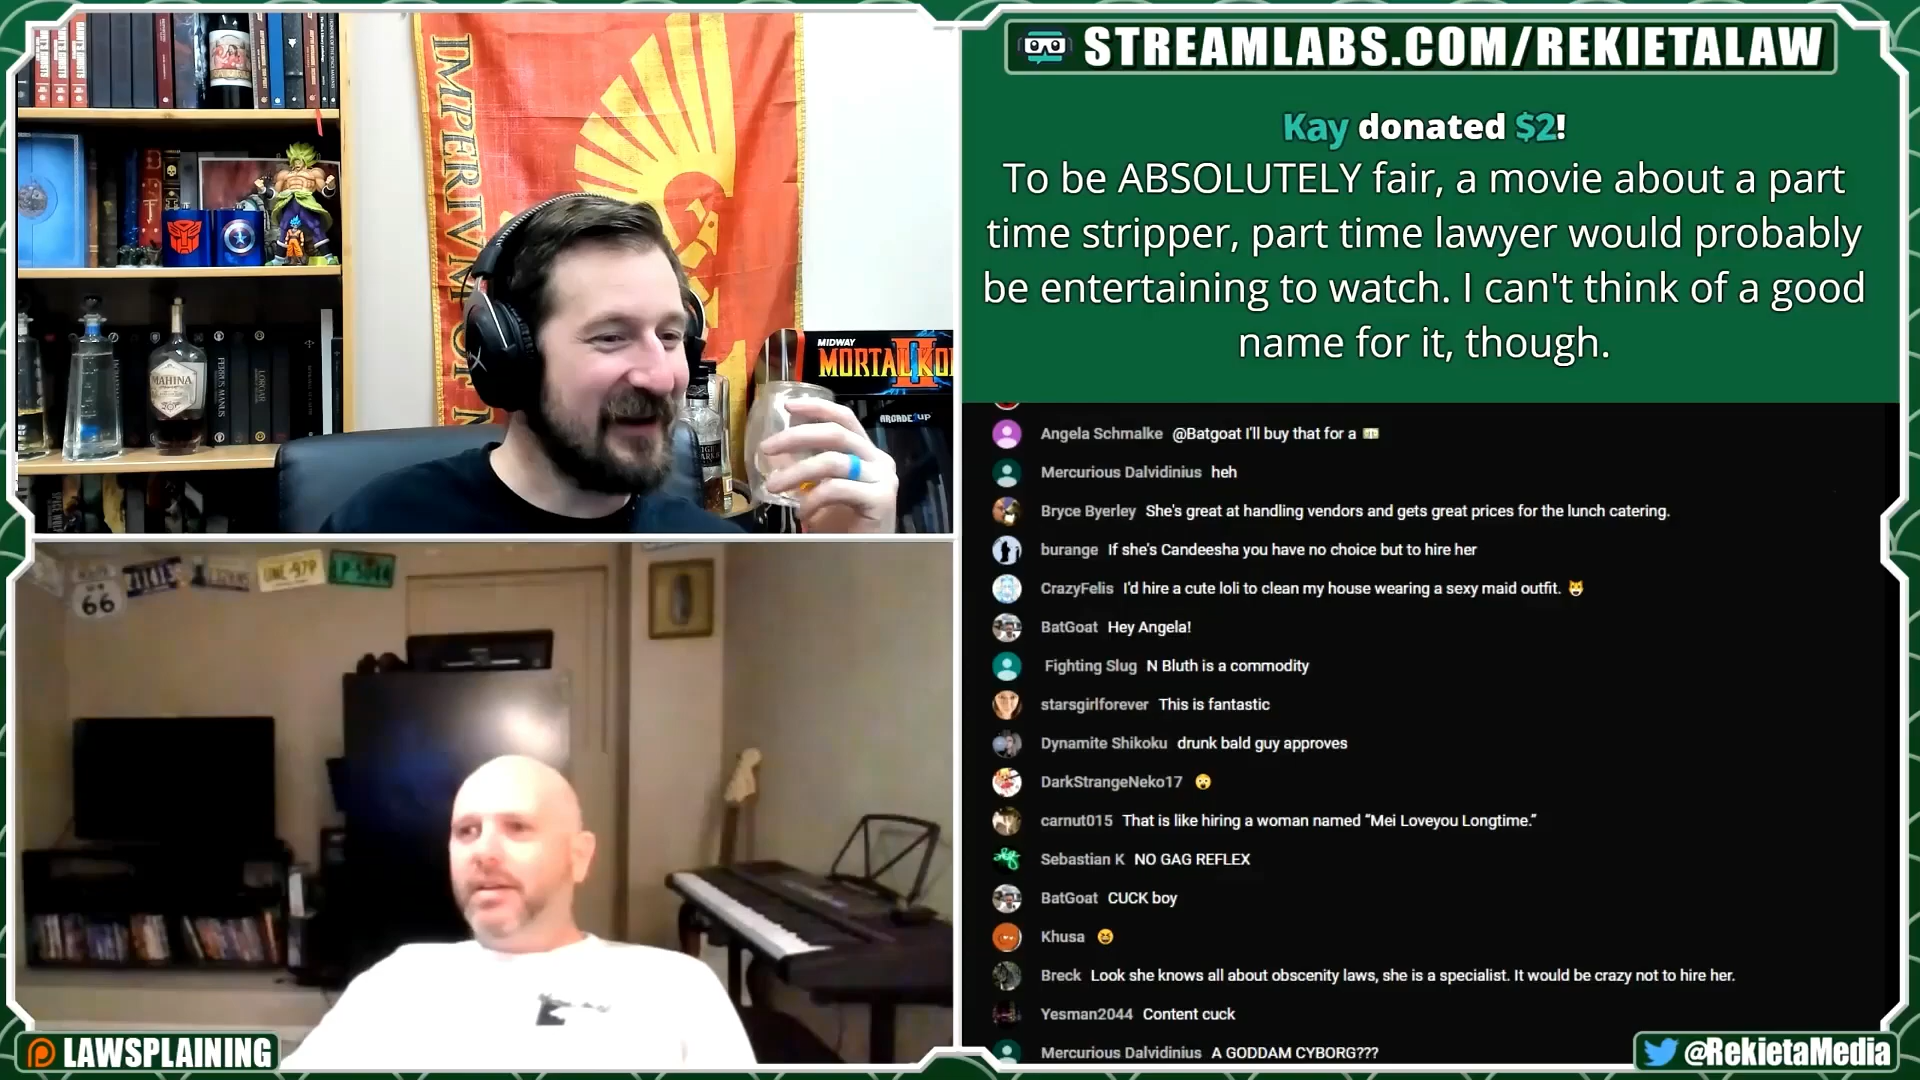 STREAMLABS.COM/REKIETALAW
Kay donated $2!
To be ABSOLUTELY fair, a movie about a part
time stripper, part time lawyer would probably
be entertaining to watch. I can't think of a good
name for it, though.
IMPERIVM
MIDWAY
MORTAL KO
II
ARCADE1UP
MAHINA
FERRUS MANUS
LORGAR
66
Angela Schmalke @Batgoat I'll buy that for a
Mercurious Dalvidinius heh
Bryce Byerley She's great at handling vendors and gets great prices for the lunch catering.
burange If she's Candeesha you have no choice but to hire her
CrazyFelis I'd hire a cute loli to clean my house wearing a sexy maid outfit. 😺
BatGoat Hey Angela!
Fighting Slug N Bluth is a commodity
starsgirlforever This is fantastic
Dynamite Shikoku drunk bald guy approves
DarkStrangeNeko17 😲
carnut015 That is like hiring a woman named “Mei Loveyou Longtime.”
Sebastian K NO GAG REFLEX
BatGoat CUCK boy
Khusa 😆
Breck Look she knows all about obscenity laws, she is a specialist. It would be crazy not to hire her.
Yesman2044 Content cuck
Mercurious Dalvidinius A GODDAM CYBORG???
LAWSPLAINING
@RekietaMedia